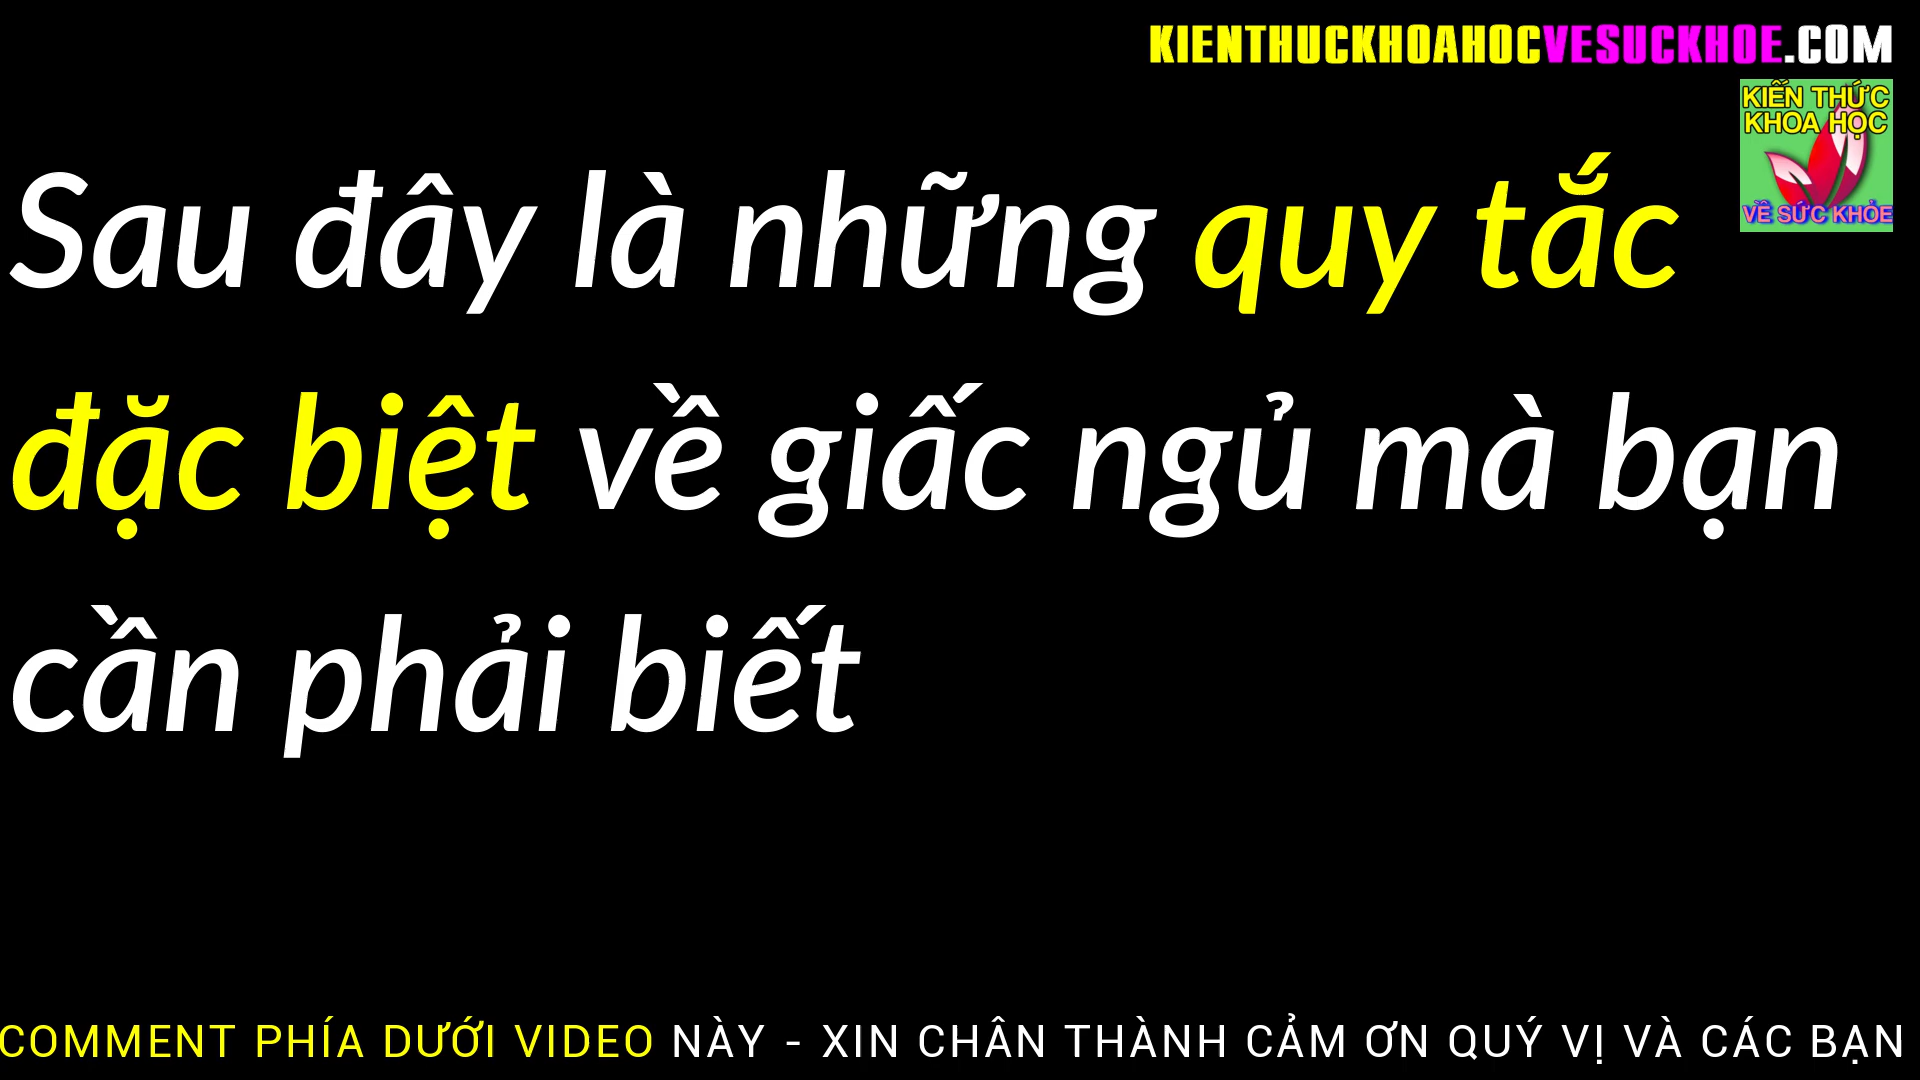 KIENTHUCKHOAHOCVESUCKHOE.COM
KIẾN THỨC
KHOA HỌC
VỀ SỨC KHỎE
Sau đây là những quy tắc
đặc biệt về giấc ngủ mà bạn
cần phải biết
COMMENT PHÍA DƯỚI VIDEO NÀY - XIN CHÂN THÀNH CẢM ƠN QUÝ VỊ VÀ CÁC BẠN